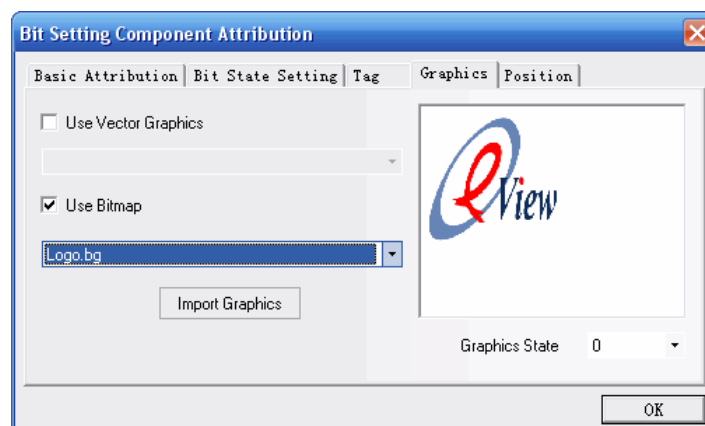 Bit Setting Component Attribution
Basic Attribution Bit State Setting Tag Graphics Position
Use Vector Graphics
Use Bitmap
Logo.bg
Import Graphics
QView
Graphics State 0
OK